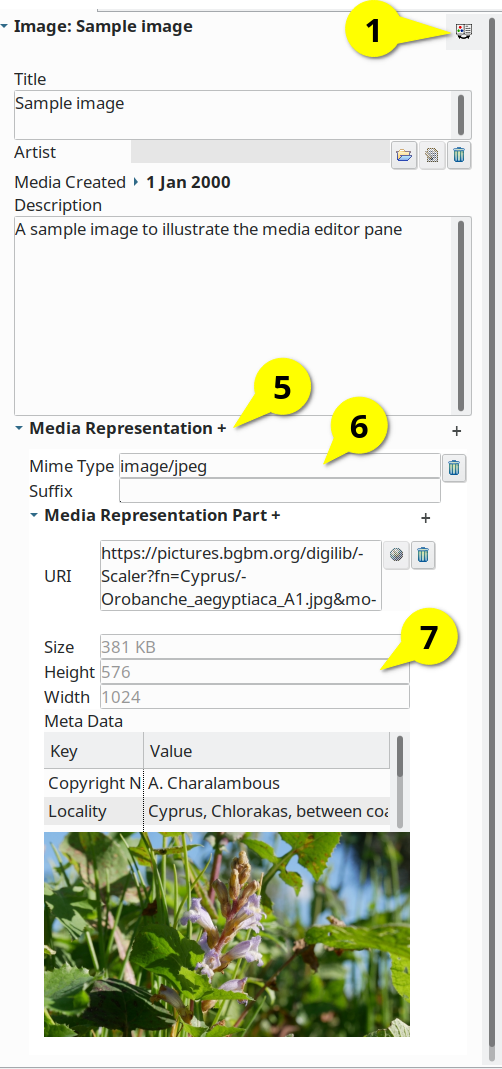 Image: Sample image
1
Title
Sample image
Artist
Media Created 1 Jan 2000
Description
A sample image to illustrate the media editor pane
5
Media Representation +
+
6
Mime Type image/jpeg
Suffix
Media Representation Part +
+
URI
https://pictures.bgbm.org/digilib/-
Scaler?fn=Cyprus/-
Orobanche_aegyptiaca_A1.jpg&mo-
7
Size 381 KB
Height 576
Width 1024
Meta Data
Key Value
Copyright N A. Charalambous
Locality Cyprus, Chlorakas, between coa